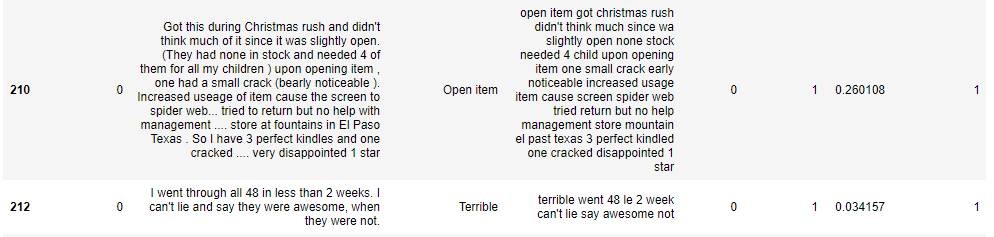 Got this during Christmas rush and didn't
think much of it since it was slightly open.
(They had none in stock and needed 4 of
them for all my children ) upon opening item ,
one had a small crack (bearly noticeable ).
210 0 Increased useage of item cause the screen to
spider web... tried to return but no help with
management .... store at fountains in El Paso
Texas . So I have 3 perfect kindles and one
cracked .... very disappointed 1 star
Open item
open item got christmas rush
didn't think much since wa
slightly open none stock
needed 4 child upon opening
item one small crack early
noticeable increased usage
item cause screen spider web
tried return but no help
management store mountain
el past texas 3 perfect kindled
one cracked disappointed 1
star
0 1 0.260108 1
I went through all 48 in less than 2 weeks. I
212 0 can't lie and say they were awesome, when
they were not.
Terrible
terrible went 48 le 2 week
can't lie say awesome not
0 1 0.034157 1